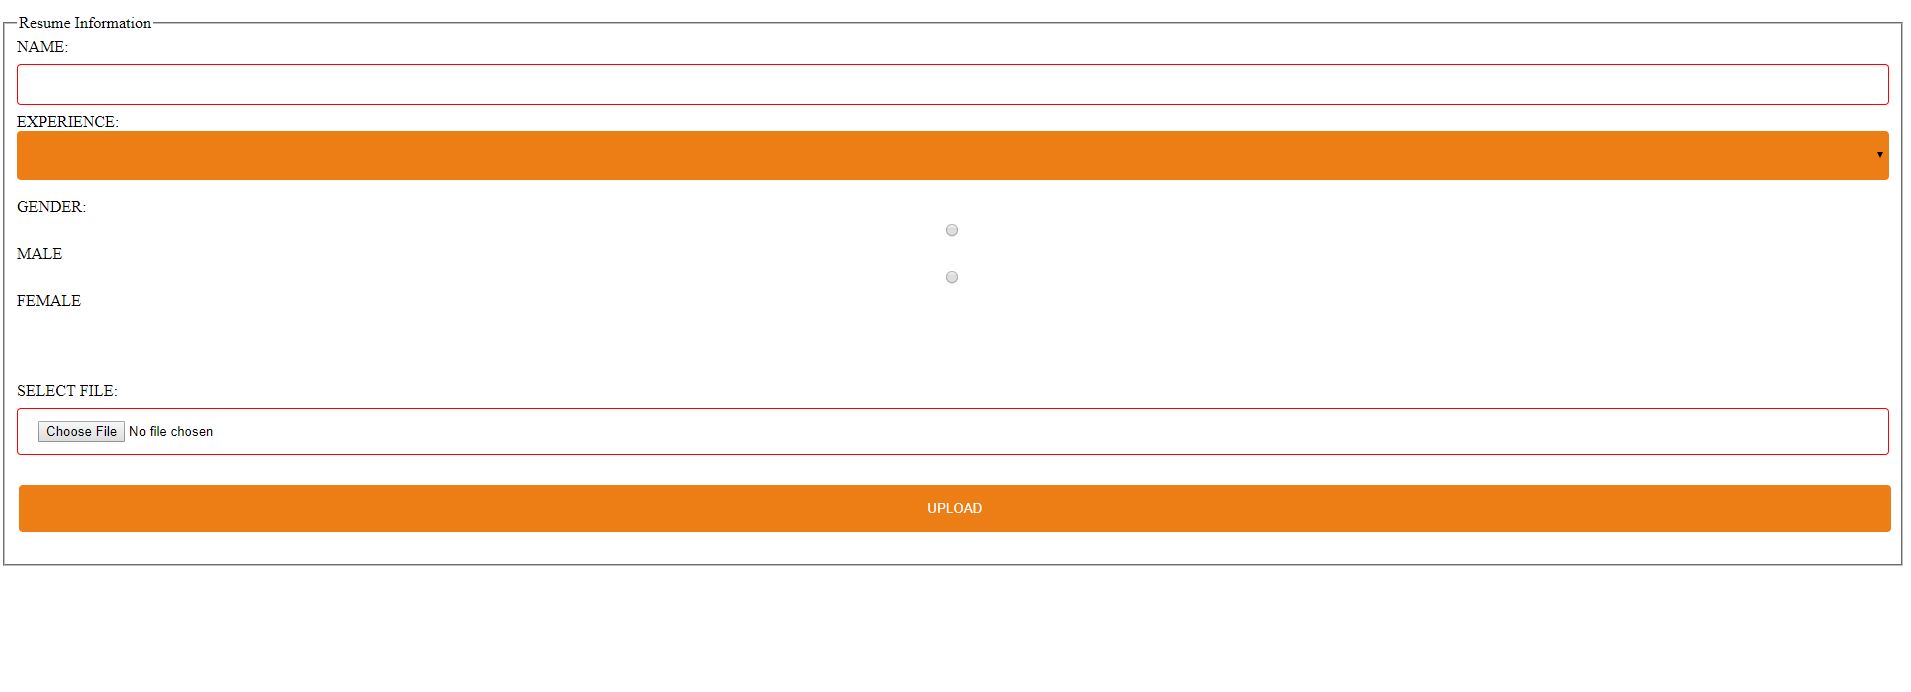 Resume Information
NAME:
EXPERIENCE:
GENDER:
MALE
FEMALE
SELECT FILE:
Choose File No file chosen
UPLOAD